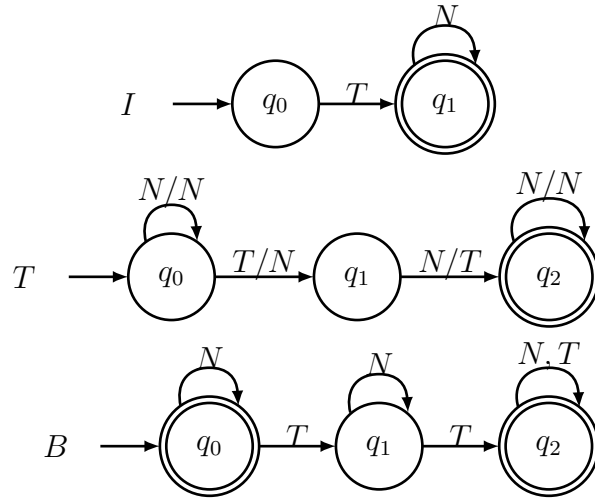 N
I q₀ T q₁
N/N N/N
T q₀ T/N q₁ N/T q₂
N N N, T
B q₀ T q₁ T q₂